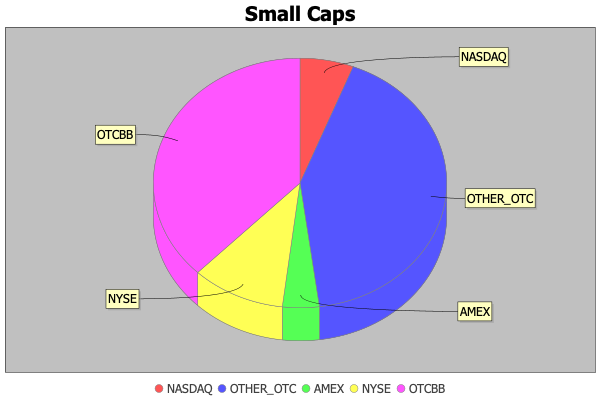 Small Caps
NASDAQ
OTCBB
OTHER_OTC
NYSE
AMEX
NASDAQ OTHER_OTC AMEX NYSE OTCBB